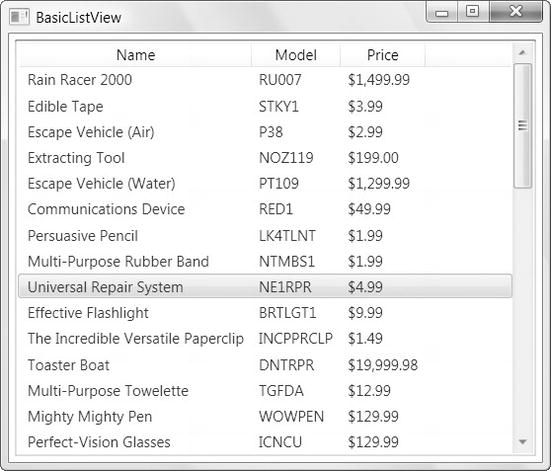 BasicListView
Name Model Price
Rain Racer 2000 RU007 $1,499.99
Edible Tape STKY1 $3.99
Escape Vehicle (Air) P38 $2.99
Extracting Tool NOZ119 $199.00
Escape Vehicle (Water) PT109 $1,299.99
Communications Device RED1 $49.99
Persuasive Pencil LK4TLNT $1.99
Multi-Purpose Rubber Band NTMBS1 $1.99
Universal Repair System NE1RPR $4.99
Effective Flashlight BRTLGT1 $9.99
The Incredible Versatile Paperclip INCPPRCLP $1.49
Toaster Boat DNTRPR $19,999.98
Multi-Purpose Towelette TGFDA $12.99
Mighty Mighty Pen WOWPEN $129.99
Perfect-Vision Glasses ICNCU $129.99